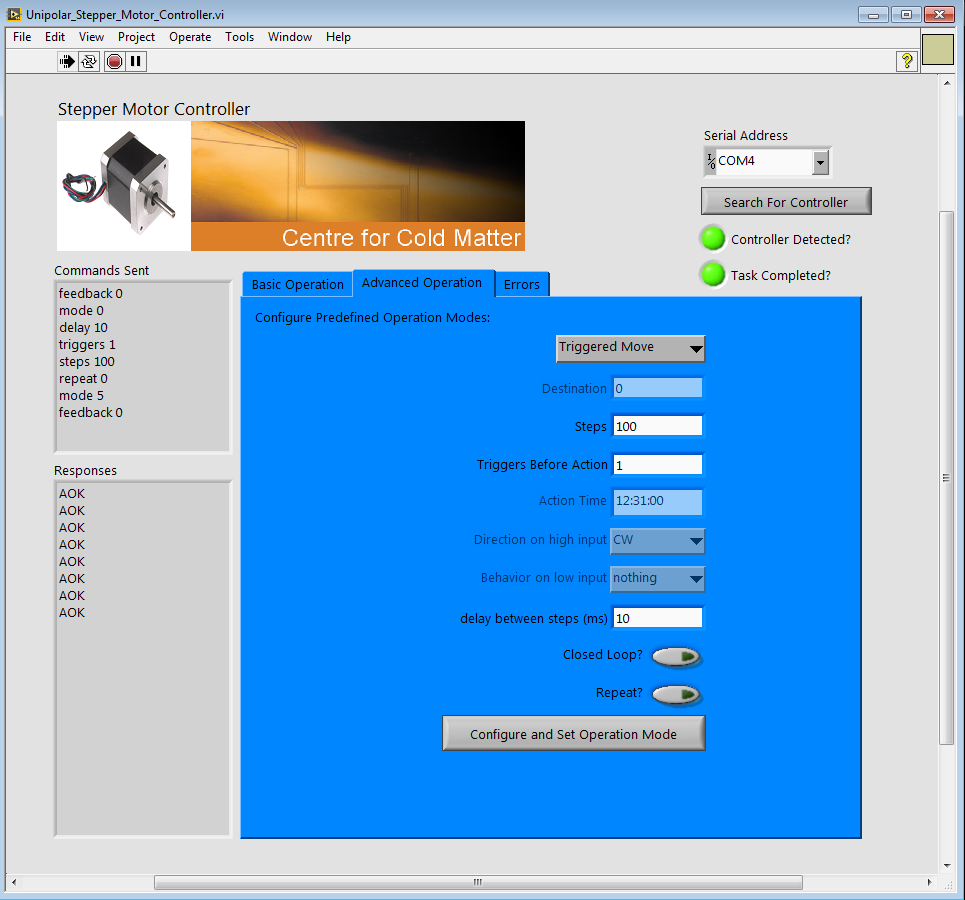 Unipolar_Stepper_Motor_Controller.vi
File Edit View Project Operate Tools Window Help
?
Stepper Motor Controller
Centre for Cold Matter
Serial Address
I/O COM4
Search For Controller
Controller Detected?
Task Completed?
Commands Sent
feedback 0
mode 0
delay 10
triggers 1
steps 100
repeat 0
mode 5
feedback 0
Responses
AOK
AOK
AOK
AOK
AOK
AOK
AOK
AOK
Basic Operation Advanced Operation Errors
Configure Predefined Operation Modes:
Triggered Move
Destination 0
Steps 100
Triggers Before Action 1
Action Time 12:31:00
Direction on high input CW
Behavior on low input nothing
delay between steps (ms) 10
Closed Loop?
Repeat?
Configure and Set Operation Mode